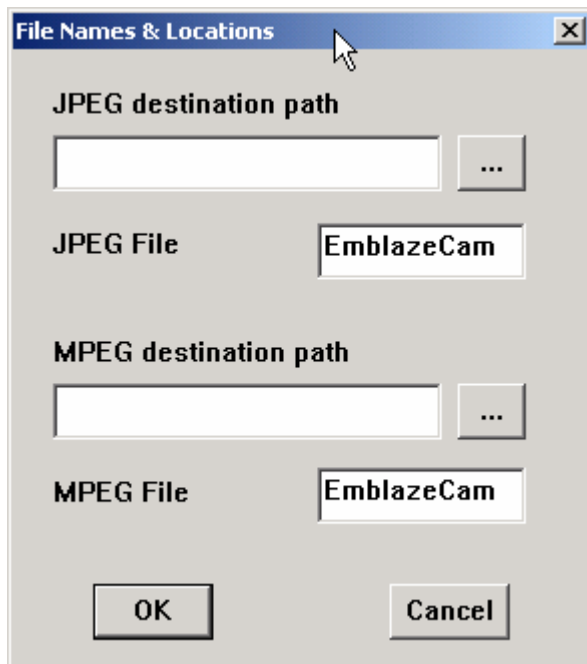 File Names & Locations
JPEG destination path
...
JPEG File EmblazeCam
MPEG destination path
...
MPEG File EmblazeCam
OK Cancel